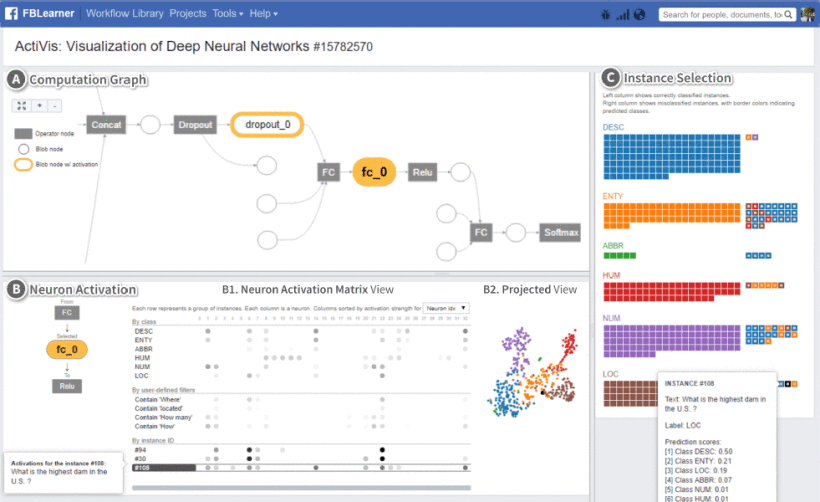 FBLearner Workflow Library Projects Tools Help
Search for people, documents, to
ActiVis: Visualization of Deep Neural Networks #15782570
A Computation Graph
+ -
Operator node
Blob node
Blob node w/ activation
Concat
Dropout
dropout_0
FC
fc_0
Relu
FC
Softmax
B Neuron Activation
From
FC
Selected
fc_0
To
Relu
Activations for the instance #108:
What is the highest dam in
the U.S. ?
B1. Neuron Activation Matrix View
Each row represents a group of instances. Each column is a neuron. Columns sorted by activation strength for Neuron idx
By class
DESC
ENTY
ABBR
HUM
NUM
LOC
By user-defined filters
Contain 'Where'
Contain 'located'
Contain 'How many'
Contain 'How'
By instance ID
#94
#30
#108
B2. Projected View
C Instance Selection
Left column shows correctly classified instances.
Right column shows misclassified instances, with border colors indicating
predicted classes.
DESC
ENTY
ABBR
HUM
NUM
LOC
INSTANCE #108
Text: What is the highest dam in
the U.S. ?
Label: LOC
Prediction scores:
[1] Class DESC: 0.50
[2] Class ENTY: 0.21
[3] Class LOC: 0.19
[4] Class ABBR: 0.07
[5] Class NUM: 0.01
[6] Class HUM: 0.01